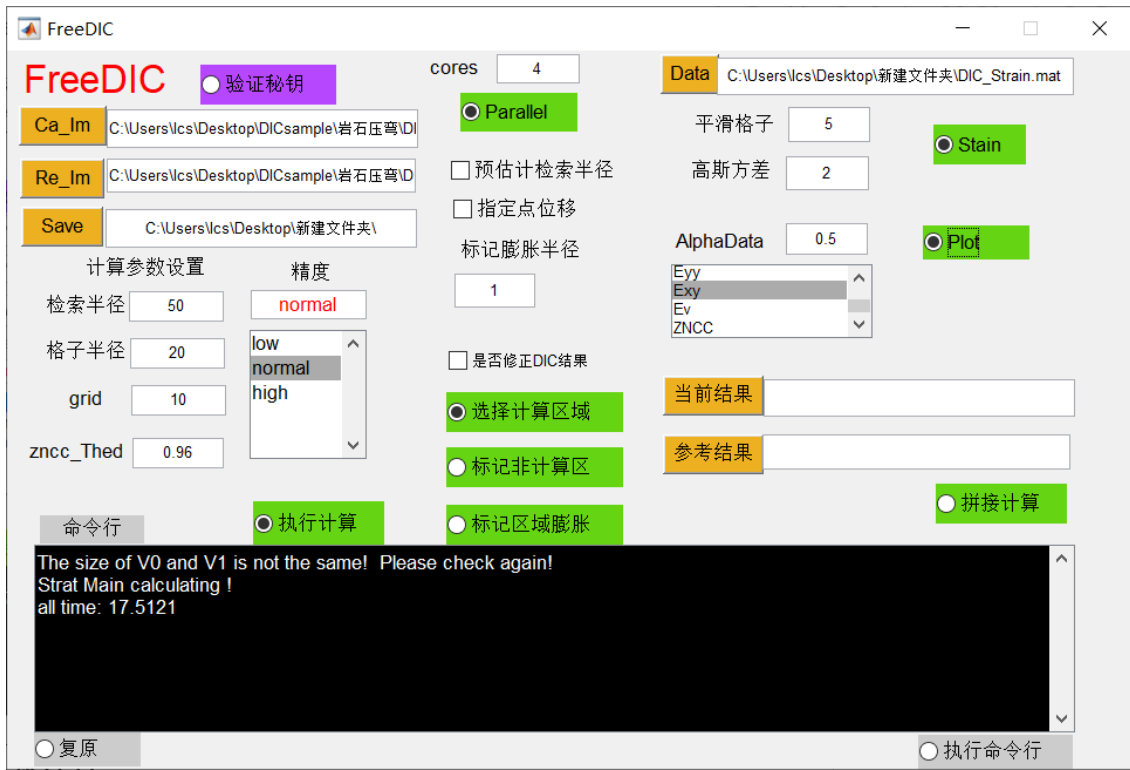 FreeDIC
FreeDIC
验证秘钥
Ca_Im
C:\Users\lcs\Desktop\DICsample\岩石压弯\DI
Re_Im
C:\Users\lcs\Desktop\DICsample\岩石压弯\D
Save
C:\Users\lcs\Desktop\新建文件夹\
计算参数设置
精度
检索半径
50
normal
格子半径
20
low
normal
high
grid
10
zncc_Thed
0.96
命令行
执行计算
cores
4
Parallel
预估计检索半径
指定点位移
标记膨胀半径
1
是否修正DIC结果
选择计算区域
标记非计算区
标记区域膨胀
Data
C:\Users\lcs\Desktop\新建文件夹\DIC_Strain.mat
平滑格子
5
高斯方差
2
Stain
AlphaData
0.5
Plot
Eyy
Exy
Ev
ZNCC
当前结果
参考结果
拼接计算
The size of V0 and V1 is not the same!  Please check again!
Strat Main calculating !
all time: 17.5121
复原
执行命令行